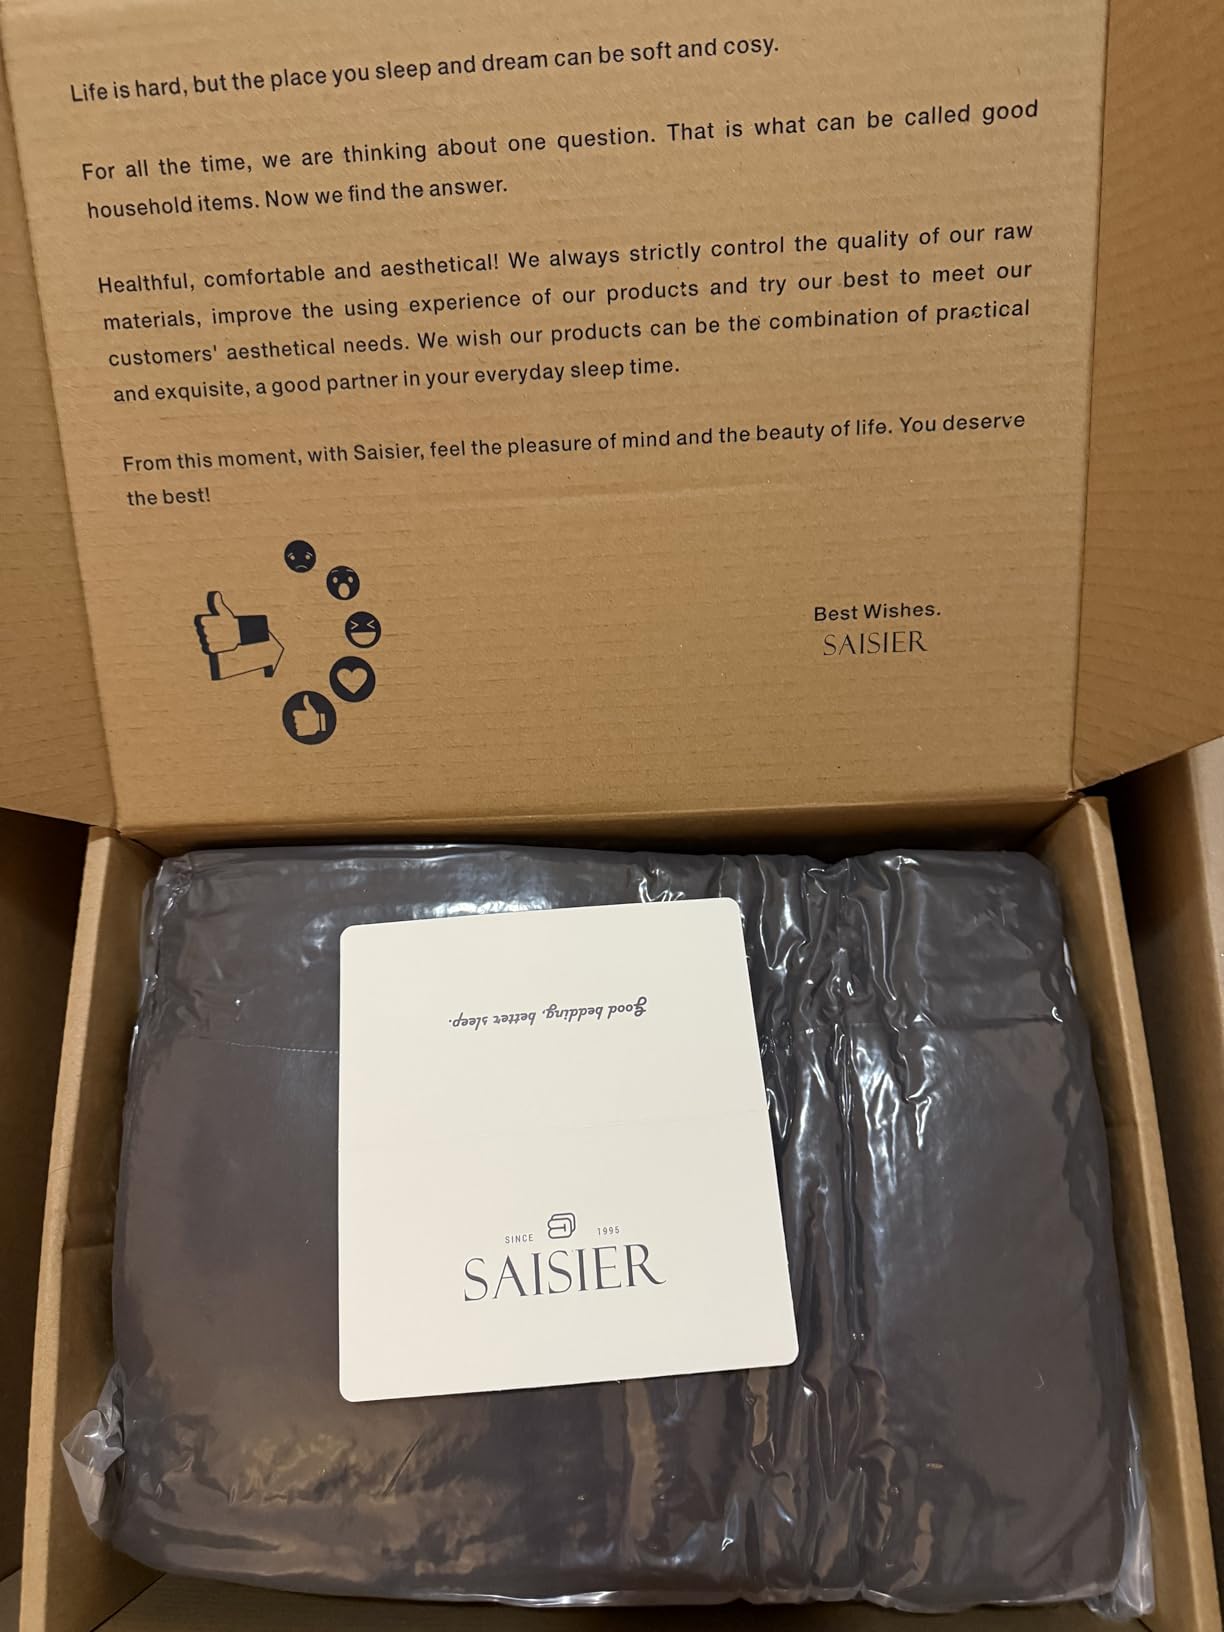 Life is hard, but the place you sleep and dream can be soft and cosy.
For all the time, we are thinking about one question. That is what can be called good
household items. Now we find the answer.
Healthful, comfortable and aesthetical! We always strictly control the quality of our raw
materials, improve the using experience of our products and try our best to meet our
customers' aesthetical needs. We wish our products can be the combination of practical
and exquisite, a good partner in your everyday sleep time.
From this moment, with Saisier, feel the pleasure of mind and the beauty of life. You deserve
the best!
Best Wishes.
SAISIER
Good bedding, better sleep.
SINCE 1995
SAISIER